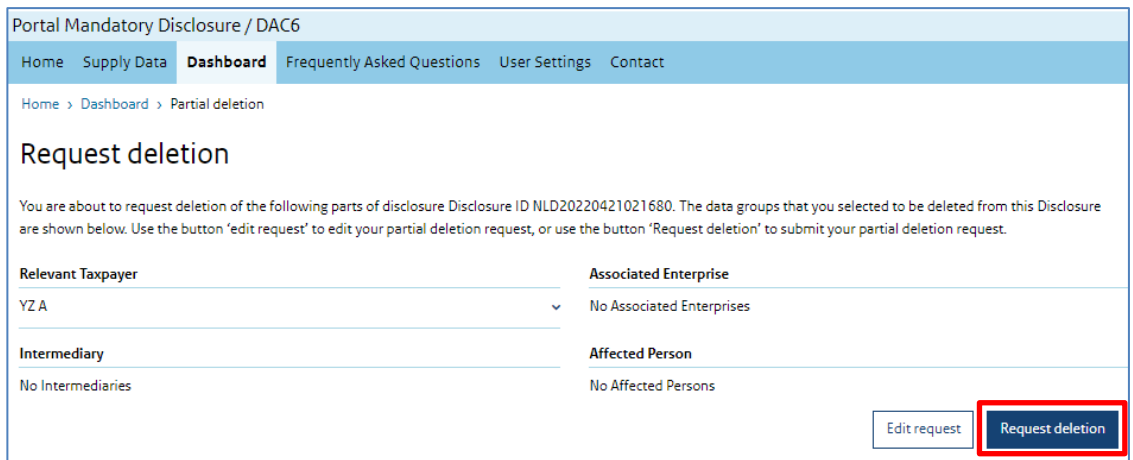 Portal Mandatory Disclosure / DAC6
Home Supply Data Dashboard Frequently Asked Questions User Settings Contact
Home > Dashboard > Partial deletion
Request deletion
You are about to request deletion of the following parts of disclosure Disclosure ID NLD20220421021680. The data groups that you selected to be deleted from this Disclosure
are shown below. Use the button ‘edit request’ to edit your partial deletion request, or use the button ‘Request deletion’ to submit your partial deletion request.
Relevant Taxpayer
YZ A
Associated Enterprise
No Associated Enterprises
Intermediary
No Intermediaries
Affected Person
No Affected Persons
Edit request
Request deletion